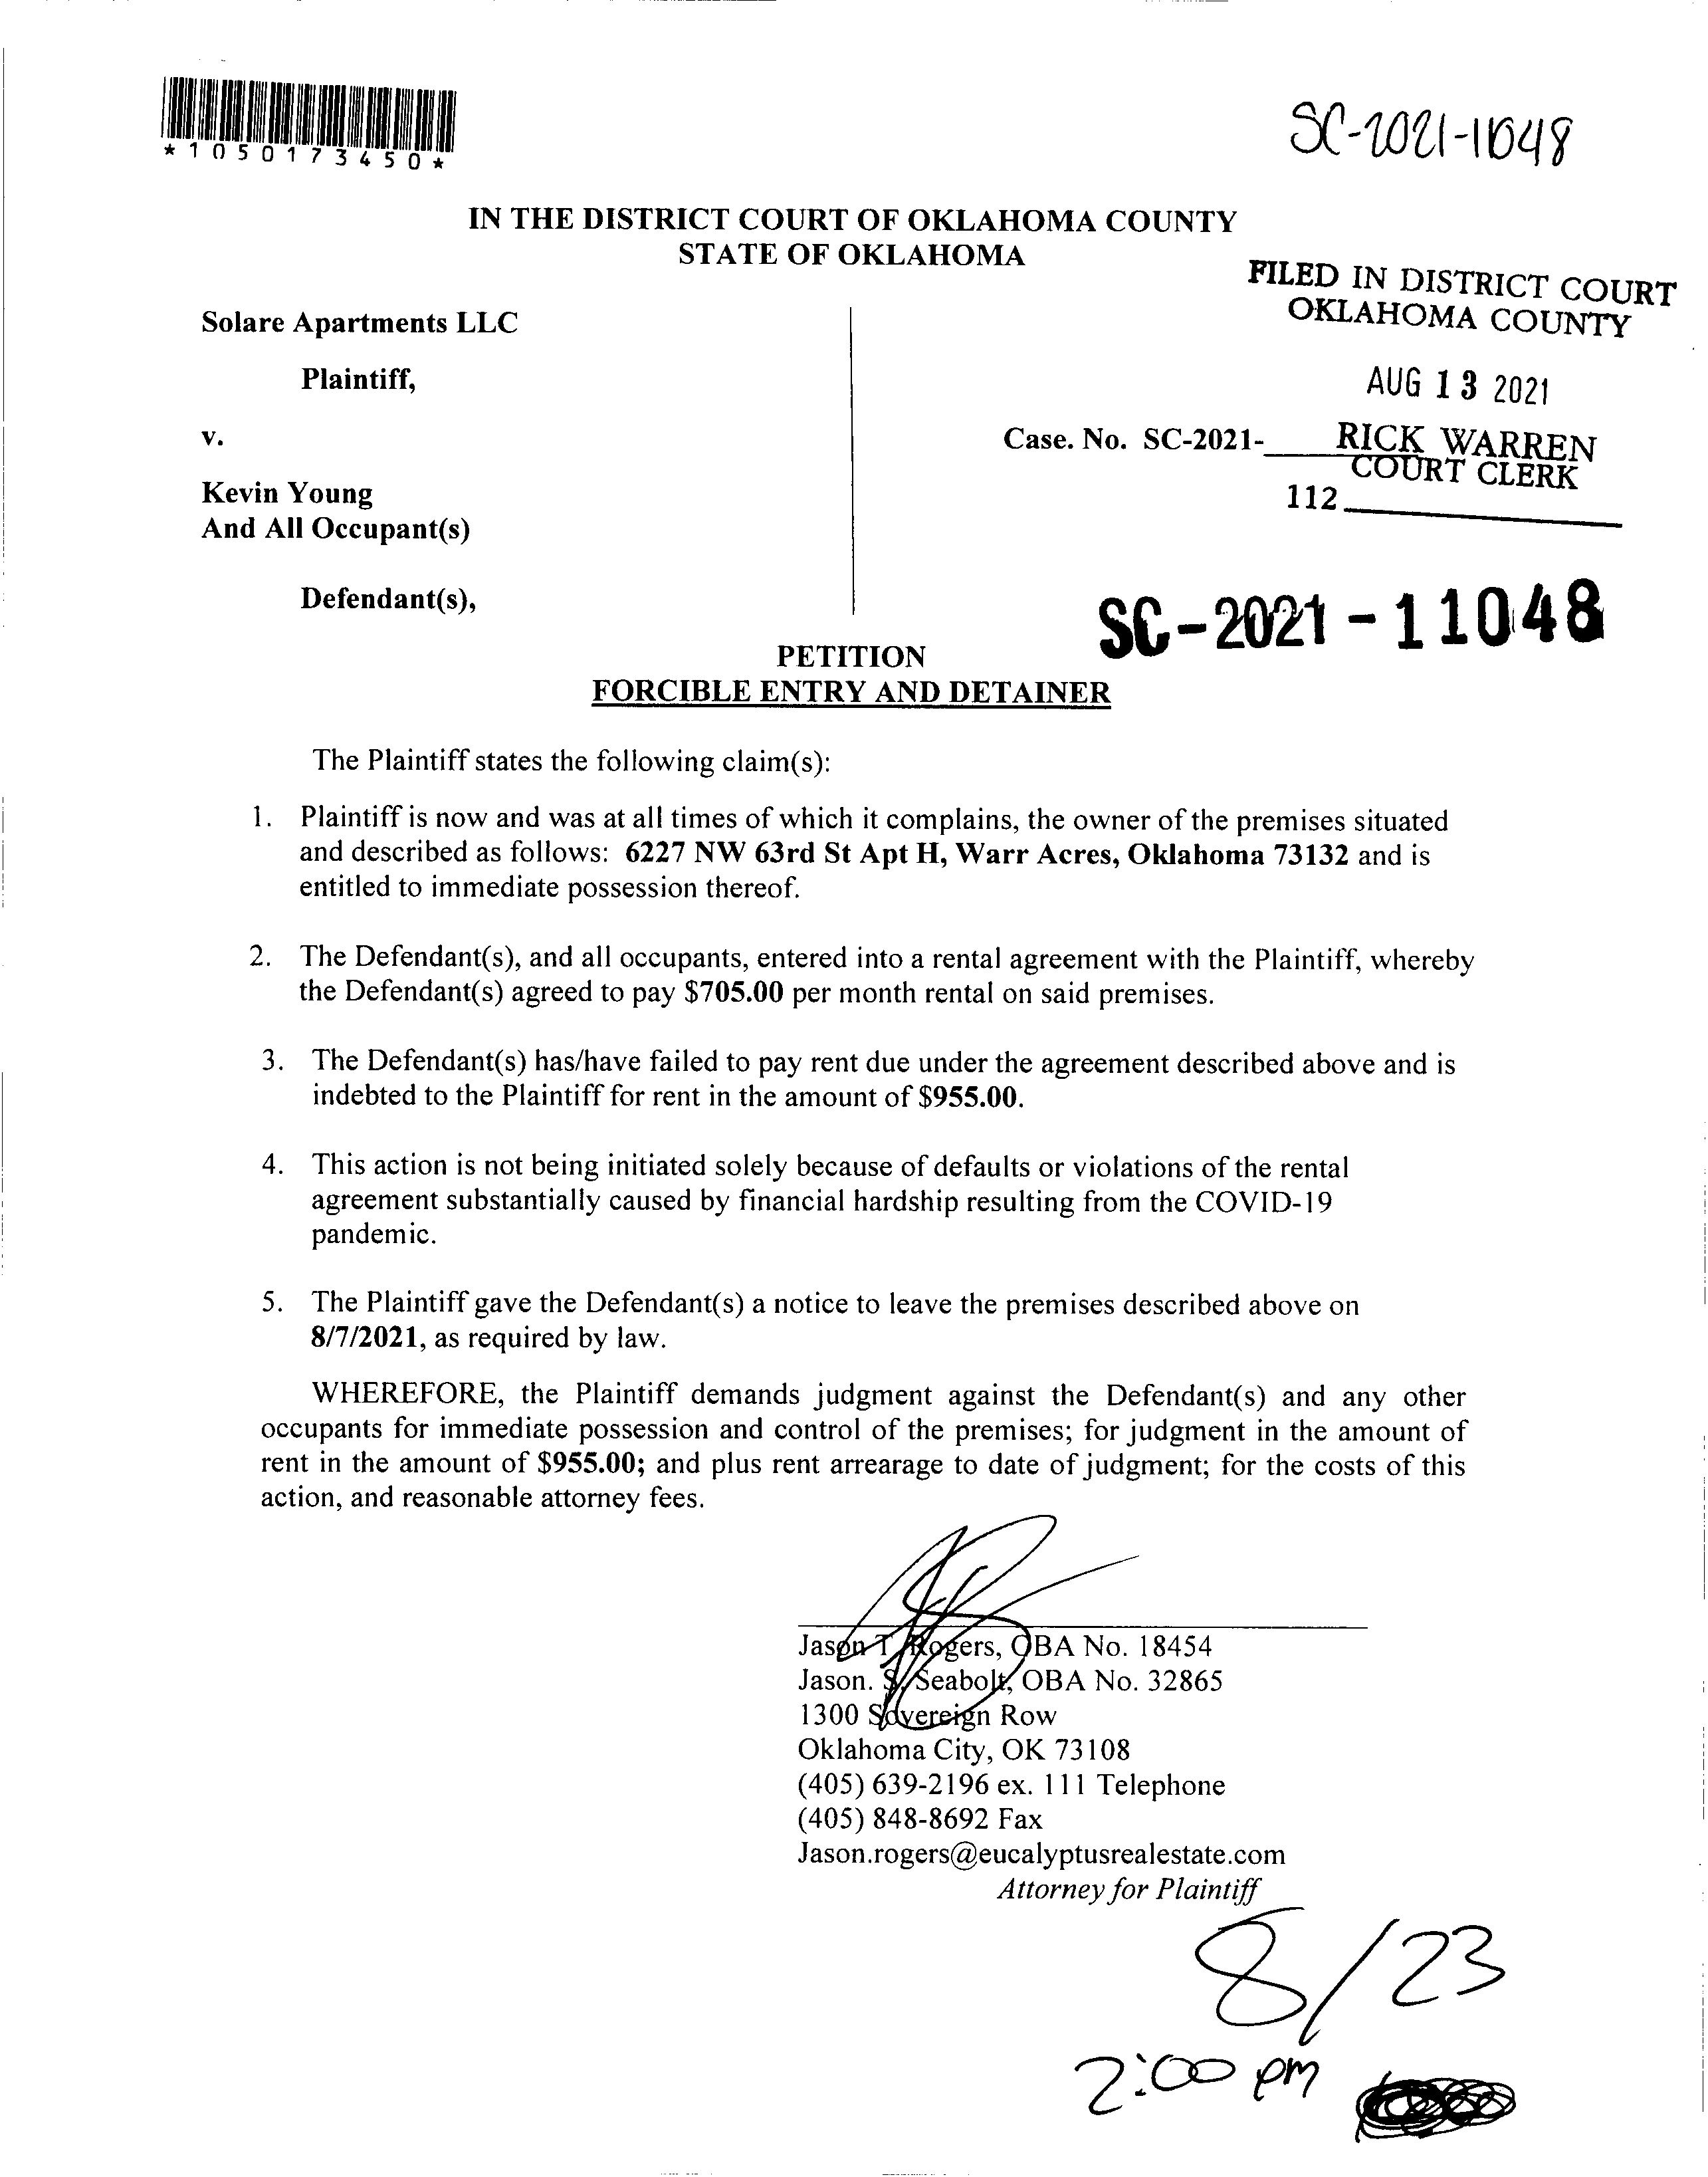 *1050173450*
SC-2021-11048
IN THE DISTRICT COURT OF OKLAHOMA COUNTY
STATE OF OKLAHOMA
FILED IN DISTRICT COURT
OKLAHOMA COUNTY
Solare Apartments LLC
Plaintiff,
AUG 13 2021
v.
Case. No. SC-2021-
RICK WARREN
COURT CLERK
Kevin Young
112
And All Occupant(s)
Defendant(s),
SC-2021-11048
PETITION
FORCIBLE ENTRY AND DETAINER
The Plaintiff states the following claim(s):
1. Plaintiff is now and was at all times of which it complains, the owner of the premises situated
and described as follows: 6227 NW 63rd St Apt H, Warr Acres, Oklahoma 73132 and is
entitled to immediate possession thereof.
2. The Defendant(s), and all occupants, entered into a rental agreement with the Plaintiff, whereby
the Defendant(s) agreed to pay $705.00 per month rental on said premises.
3. The Defendant(s) has/have failed to pay rent due under the agreement described above and is
indebted to the Plaintiff for rent in the amount of $955.00.
4. This action is not being initiated solely because of defaults or violations of the rental
agreement substantially caused by financial hardship resulting from the COVID-19
pandemic.
5. The Plaintiff gave the Defendant(s) a notice to leave the premises described above on
8/7/2021, as required by law.
WHEREFORE, the Plaintiff demands judgment against the Defendant(s) and any other
occupants for immediate possession and control of the premises; for judgment in the amount of
rent in the amount of $955.00; and plus rent arrearage to date of judgment; for the costs of this
action, and reasonable attorney fees.
Jason T. Rogers, OBA No. 18454
Jason. S. Seabolt, OBA No. 32865
1300 Sovereign Row
Oklahoma City, OK 73108
(405) 639-2196 ex. 111 Telephone
(405) 848-8692 Fax
Jason.rogers@eucalyptusrealestate.com
Attorney for Plaintiff
8/23
2:00 pm